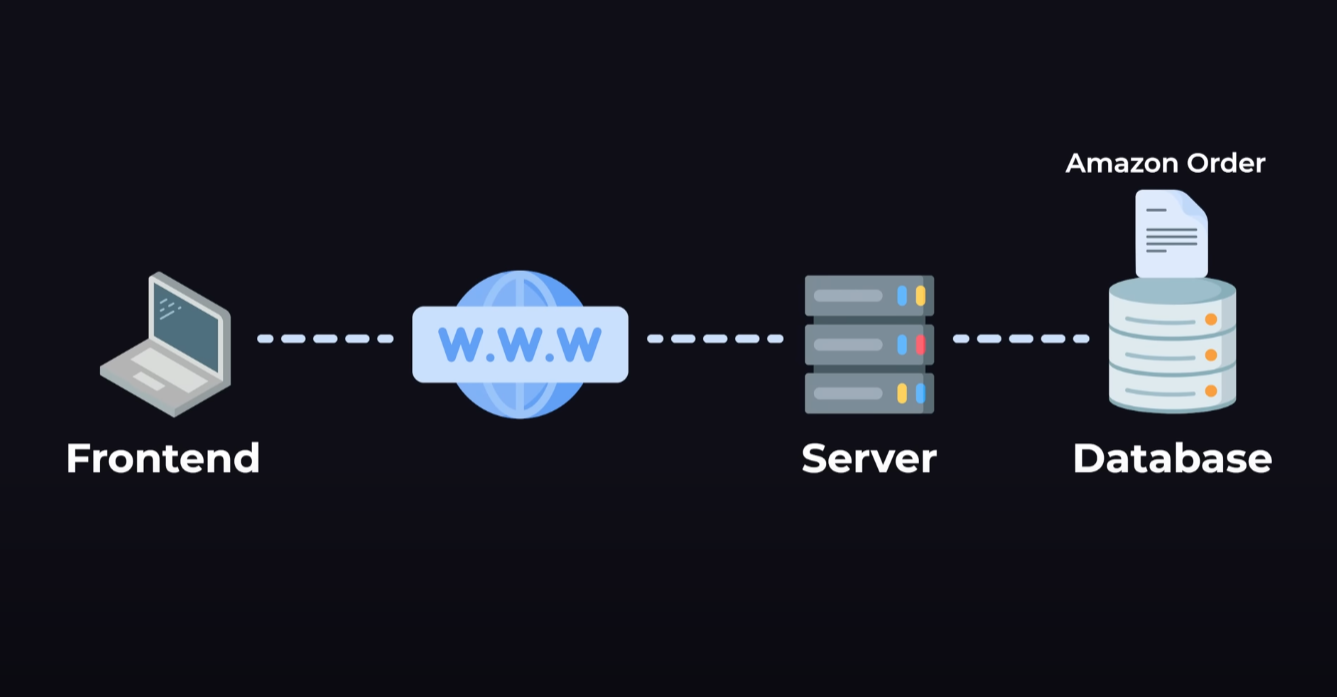 Amazon Order
W.W.W
Frontend
Server
Database